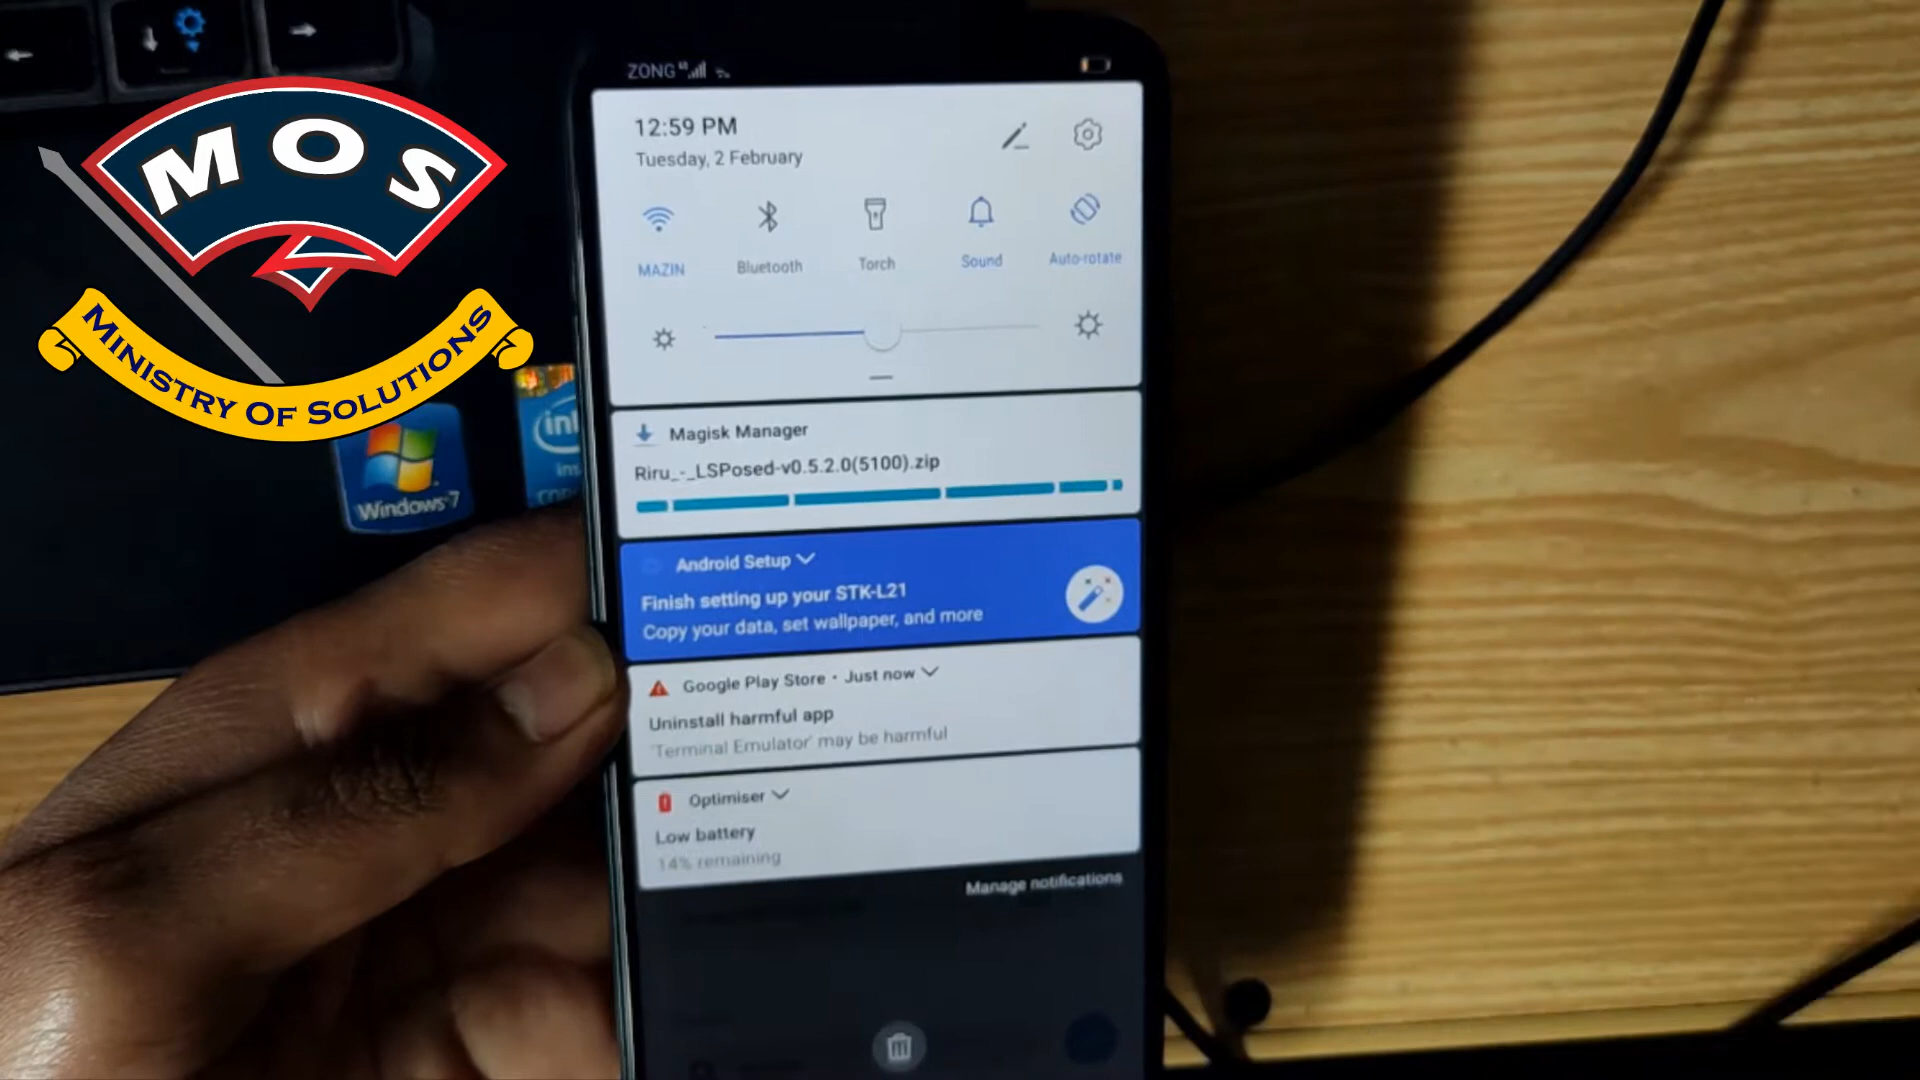 MOS
MINISTRY OF SOLUTIONS
Windows 7
ZONG
12:59 PM
Tuesday, 2 February
MAZIN
Bluetooth
Torch
Sound
Auto-rotate
Magisk Manager
Riru_-_LSPosed-v0.5.2.0(5100).zip
Android Setup
Finish setting up your STK-L21
Copy your data, set wallpaper, and more
Google Play Store • Just now
Uninstall harmful app
'Terminal Emulator' may be harmful
Optimiser
Low battery
14% remaining
Manage notifications